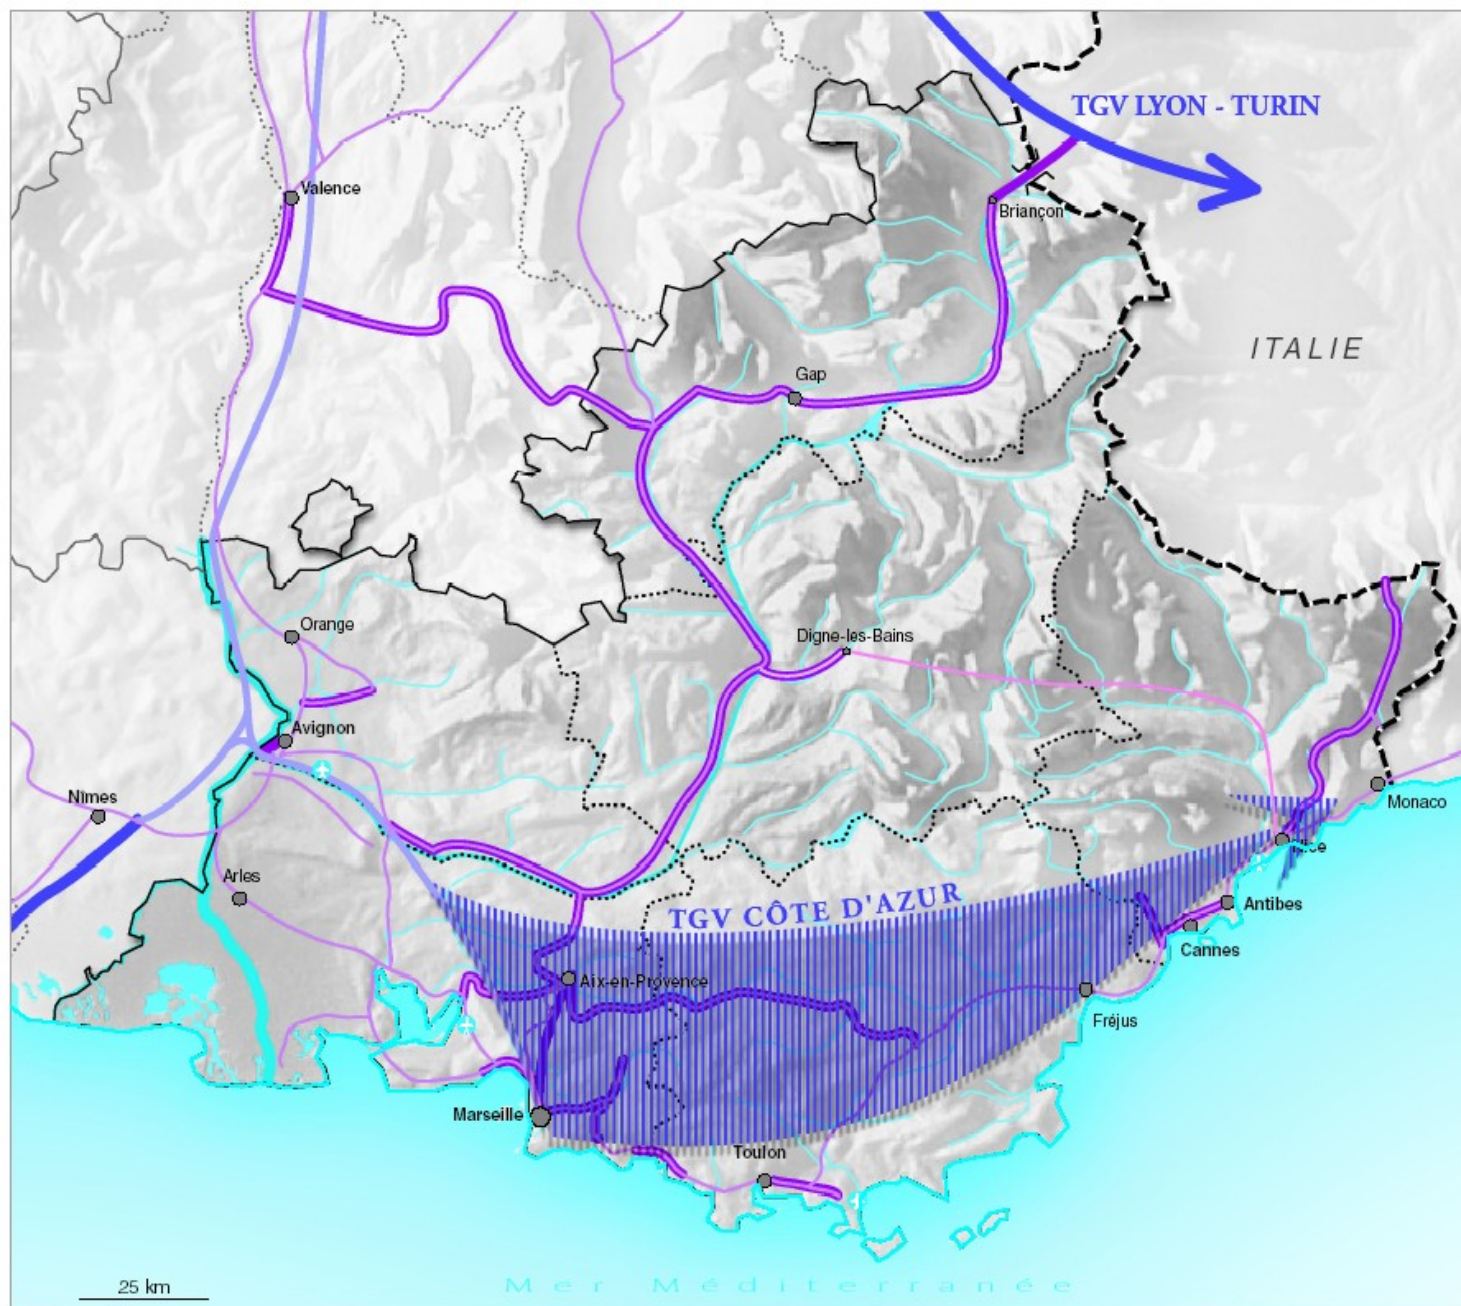 TGV LYON - TURIN
Valence
Briançon
ITALIE
Gap
Orange
Digne-les-Bains
Avignon
Nîmes
Monaco
Arles
TGV CÔTE D'AZUR
Antibes
Cannes
Aix-en-Provence
Fréjus
Marseille
Toulon
25 km
Mer Méditerranée